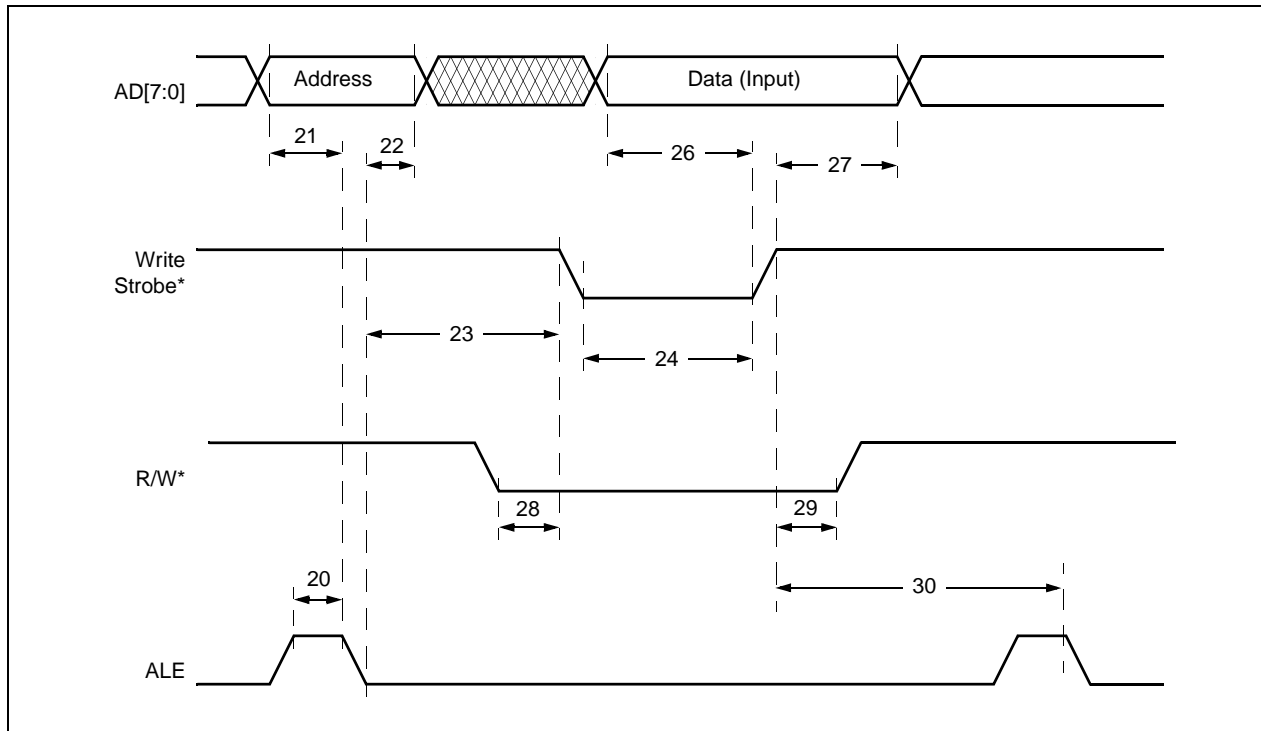 AD[7:0]
Address
Data (Input)
21
22
26
27
Write
Strobe*
23
24
R/W*
28
29
20
30
ALE